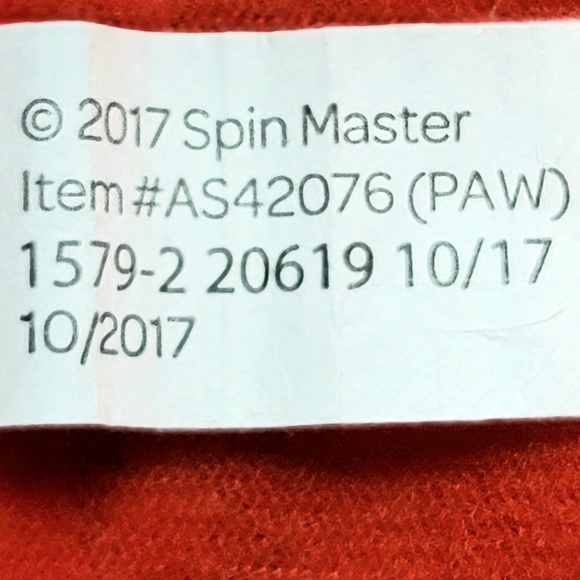 © 2017 Spin Master
Item #AS42076 (PAW)
1579-2 20619 10/17
10/2017